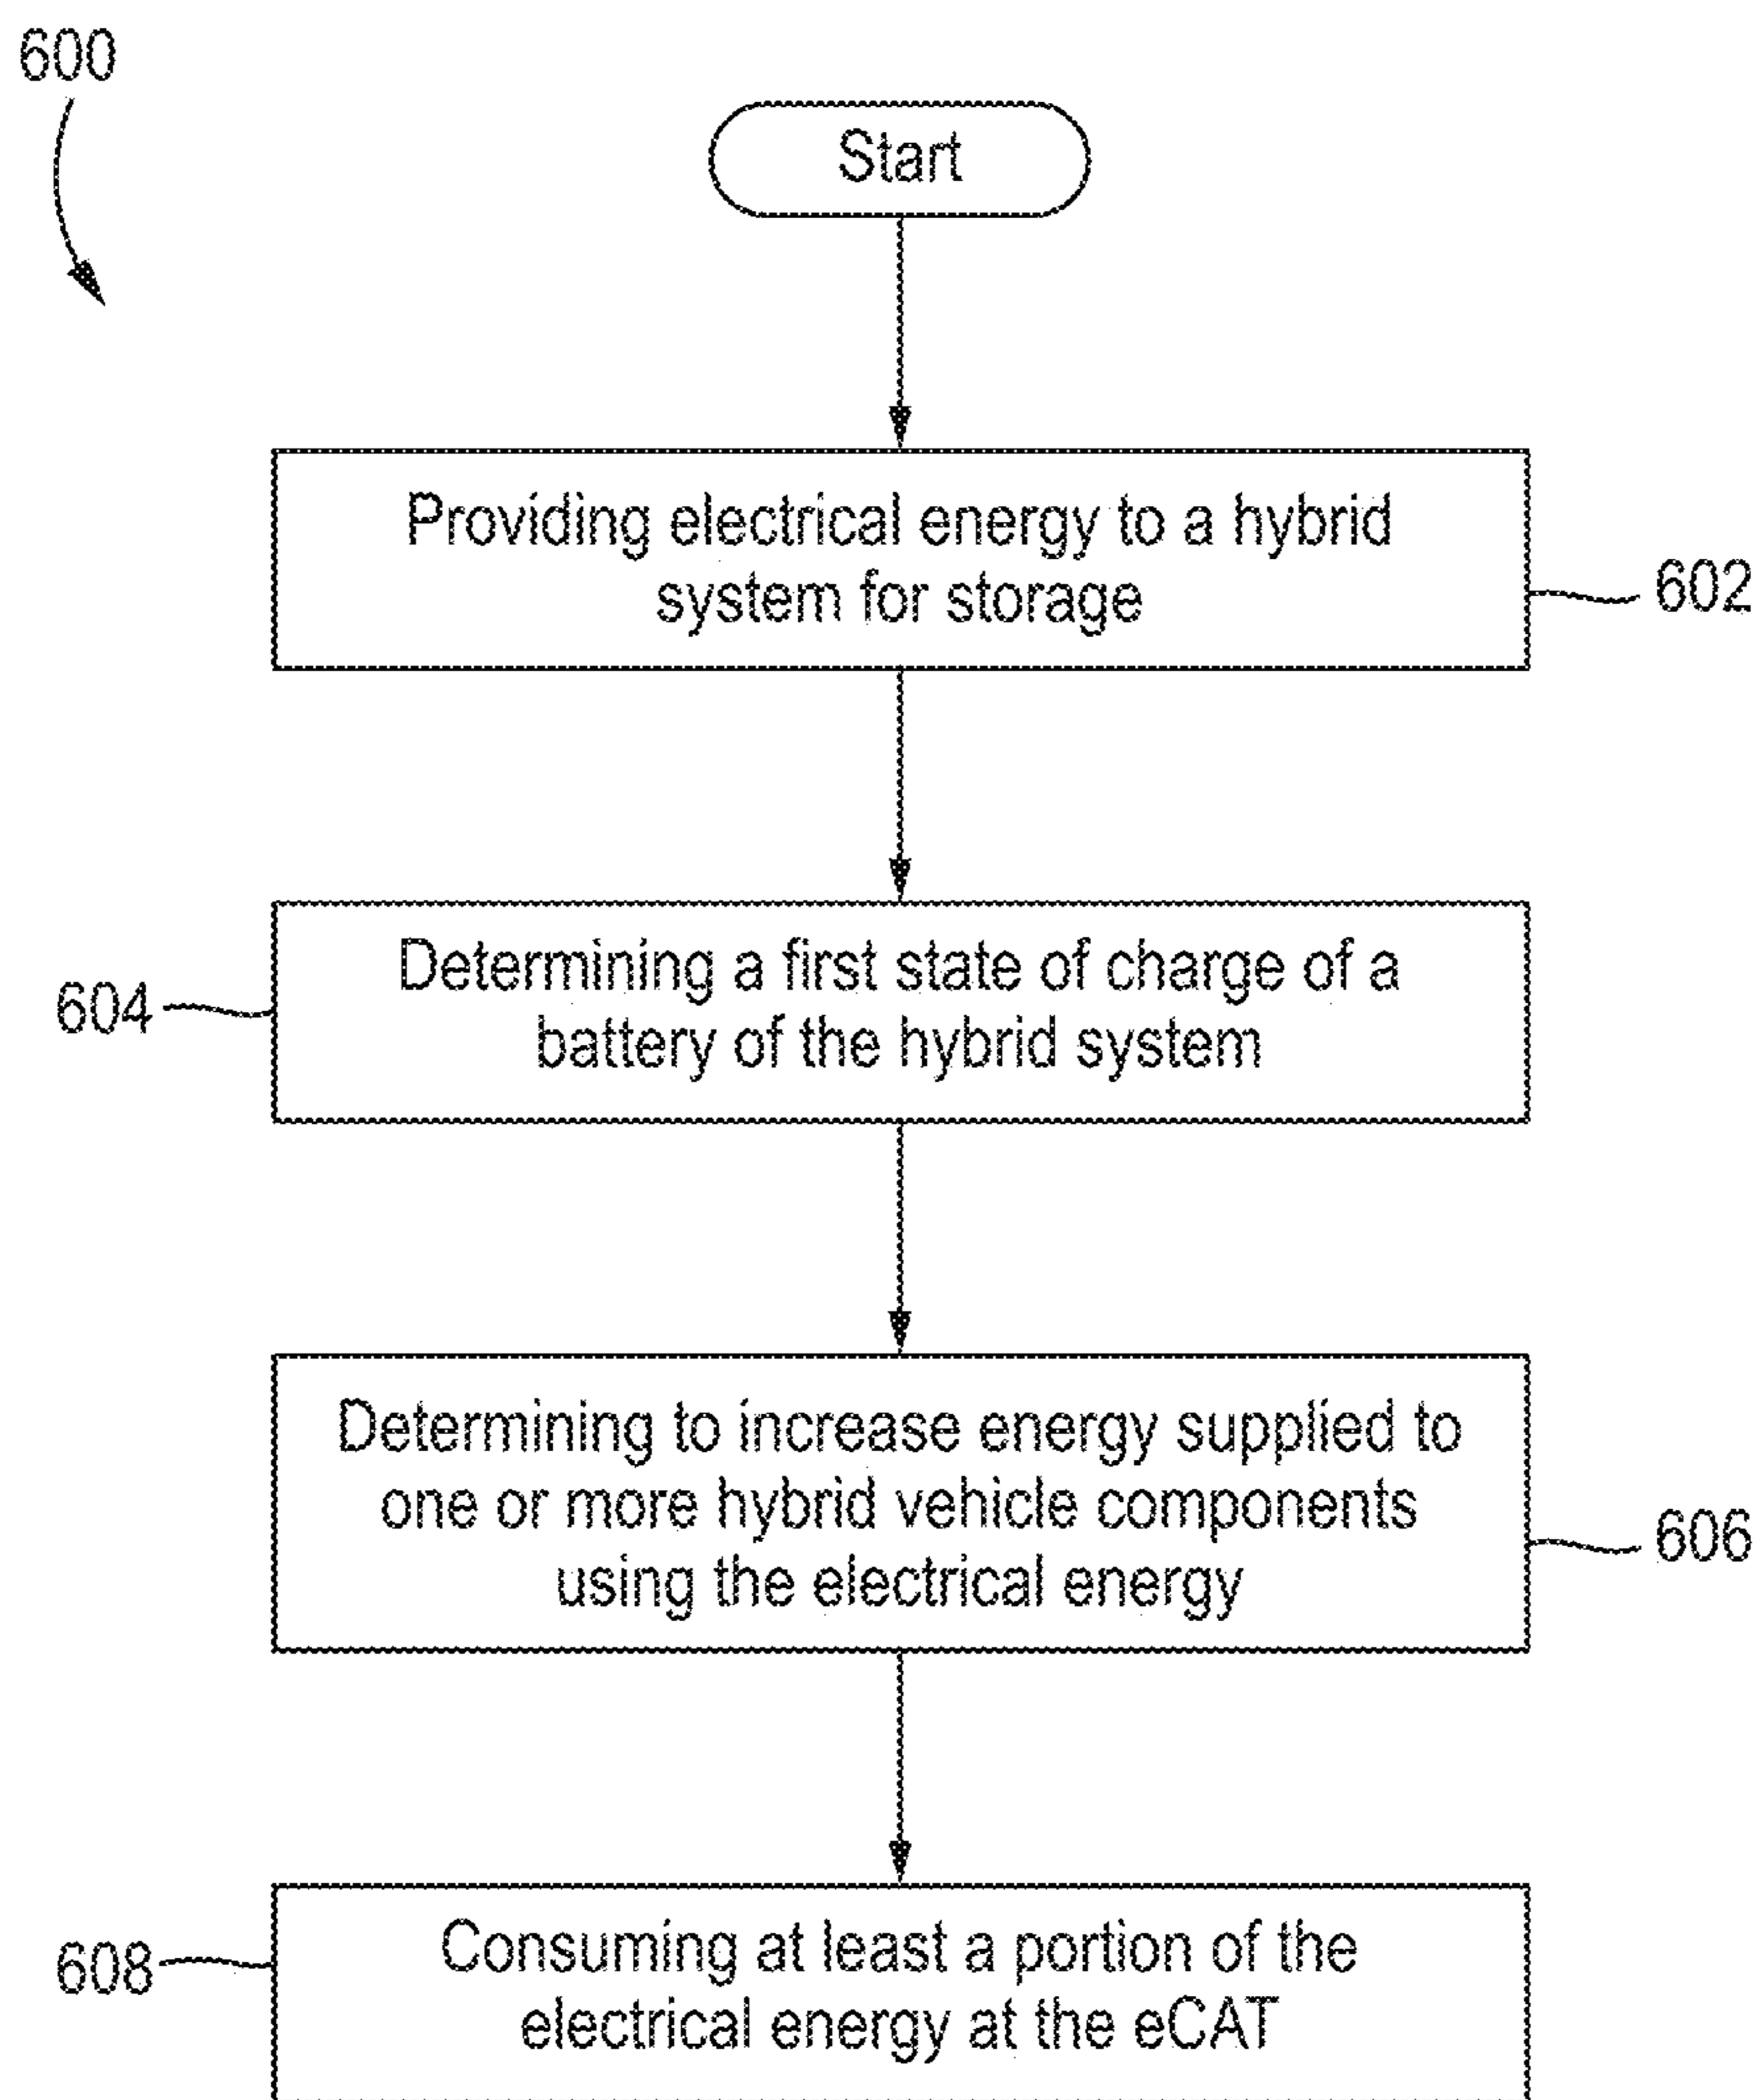 600
Start
Providing electrical energy to a hybrid
system for storage
602
Determining a first state of charge of a
battery of the hybrid system
604
Determining to increase energy supplied to
one or more hybrid vehicle components
using the electrical energy
606
Consuming at least a portion of the
electrical energy at the eCAT
608